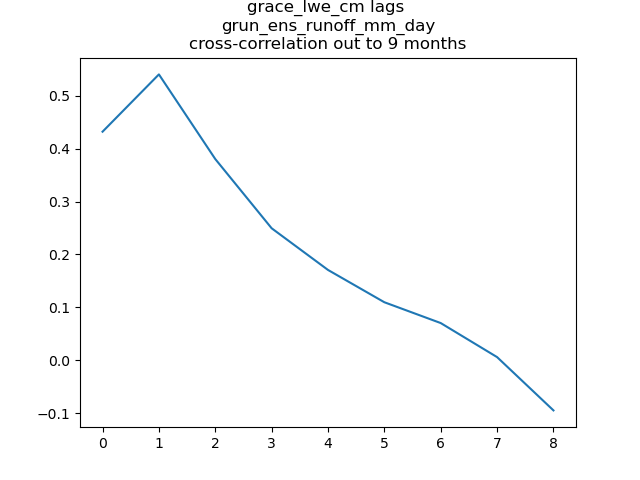 grace_lwe_cm lags
grun_ens_runoff_mm_day
cross-correlation out to 9 months
0.5
0.4
0.3
0.2
0.1
0.0
−0.1
0 1 2 3 4 5 6 7 8